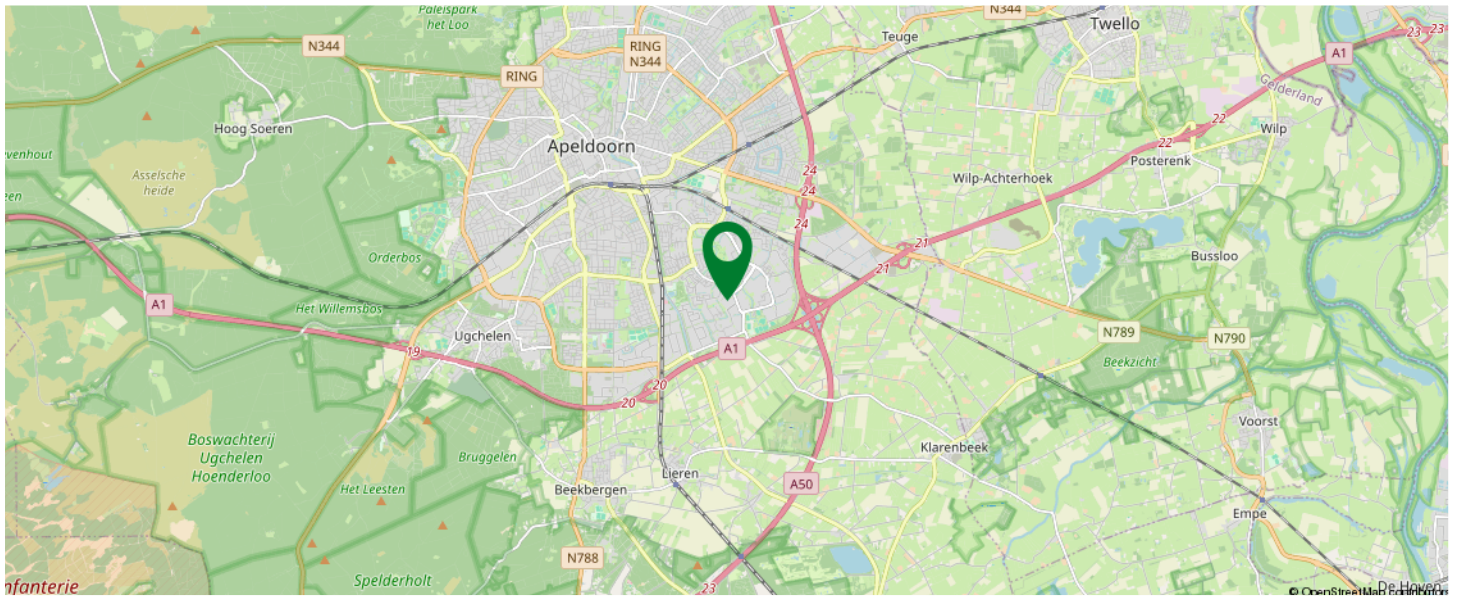 Paleispark
het Loo
N344
Twello
23
23
Teuge
N344
RING
N344
A1
RING
Gelderland
Hoog Soeren
22
Wilp
Apeldoorn
22
evenhout
Posterenk
Asselsche
heide
24
Wilp-Achterhoek
een
24
24
21
Orderbos
Bussloo
21
A1
Het Willemsbos
Ugchelen
N789
N790
19
A1
Beekzicht
20
20
Voorst
Boswachterij
Ugchelen
Hoenderloo
Bruggelen
Klarenbeek
Lieren
Het Leesten
Beekbergen
A50
Empe
N788
Spelderholt
nfanterie
23
De Hoven
© OpenStreetMap contributors